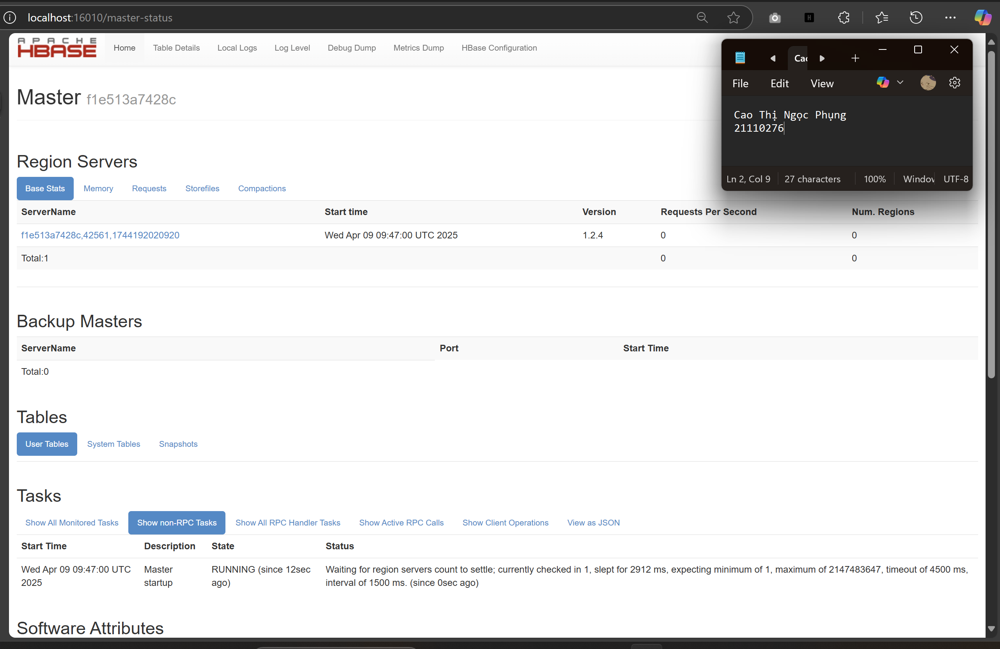 localhost:16010/master-status
APACHE
HBASE
Home Table Details Local Logs Log Level Debug Dump Metrics Dump HBase Configuration
H
Cao
File Edit View
Cao Thị Ngọc Phụng
21110276
Ln 2, Col 9 27 characters 100% Window UTF-8
Master f1e513a7428c
Region Servers
Base Stats Memory Requests Storefiles Compactions
ServerName Start time Version Requests Per Second Num. Regions
f1e513a7428c,42561,1744192020920 Wed Apr 09 09:47:00 UTC 2025 1.2.4 0 0
Total:1 0 0
Backup Masters
ServerName Port Start Time
Total:0
Tables
User Tables System Tables Snapshots
Tasks
Show All Monitored Tasks Show non-RPC Tasks Show All RPC Handler Tasks Show Active RPC Calls Show Client Operations View as JSON
Start Time Description State Status
Wed Apr 09 09:47:00 UTC Master RUNNING (since 12sec Waiting for region servers count to settle; currently checked in 1, slept for 2912 ms, expecting minimum of 1, maximum of 2147483647, timeout of 4500 ms,
2025 startup ago) interval of 1500 ms. (since 0sec ago)
Software Attributes